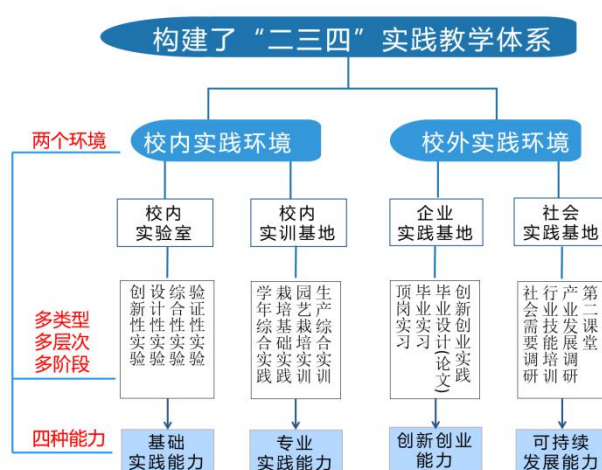 构建了“二三四”实践教学体系
两个环境
校内实践环境
校外实践环境
校内
实验室
校内
实训基地
企业
实践基地
社会
实践基地
多类型
多层次
多阶段
验证性实验
综合性实验
设计性实验
创新性实验
生产综合实训
园艺栽培实训
栽培基础实践
学年综合实践
创新创业实践
毕业设计(论文)
毕业实习
顶岗实习
第二课堂
产业发展调研
行业技能培训
社会需要调研
四种能力
基础
实践能力
专业
实践能力
创新创业
能力
可持续
发展能力